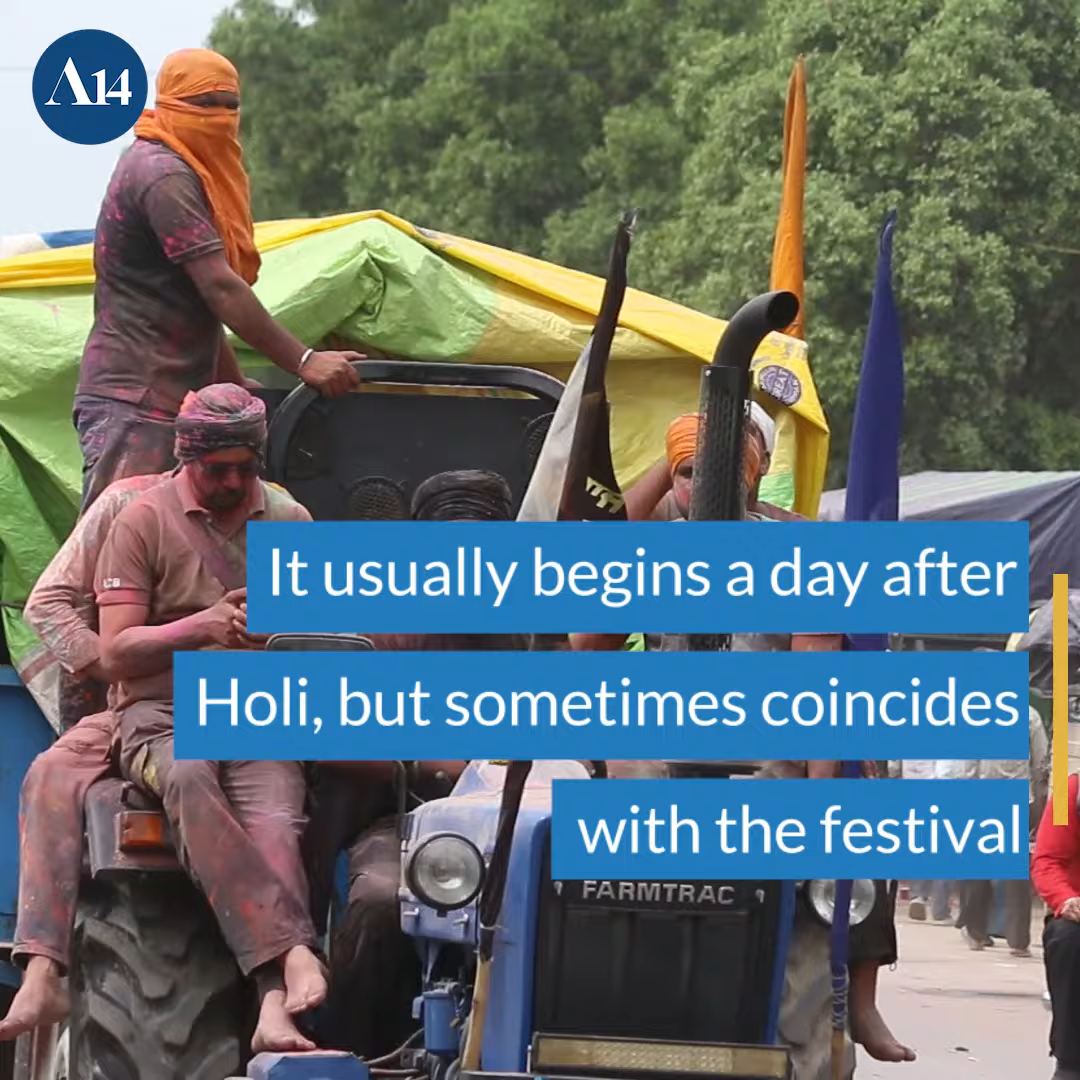 A14
It usually begins a day after
Holi, but sometimes coincides
with the festival
FARMTRAC